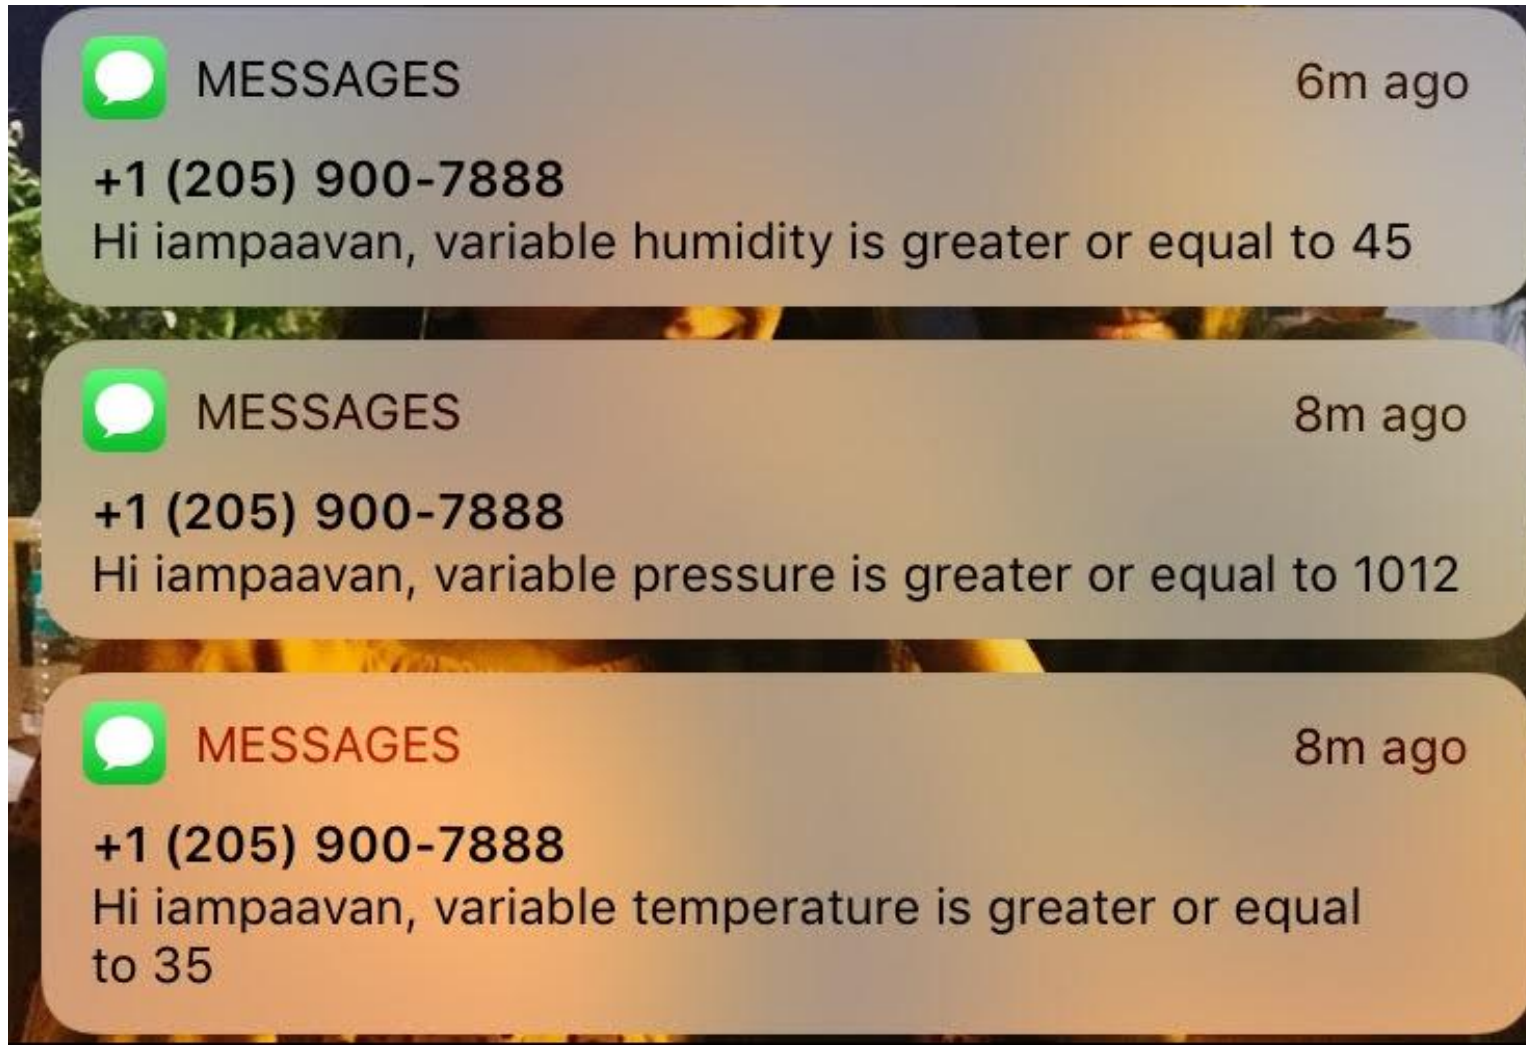 MESSAGES 6m ago
+1 (205) 900-7888
Hi iampaavan, variable humidity is greater or equal to 45
MESSAGES 8m ago
+1 (205) 900-7888
Hi iampaavan, variable pressure is greater or equal to 1012
MESSAGES 8m ago
+1 (205) 900-7888
Hi iampaavan, variable temperature is greater or equal
to 35